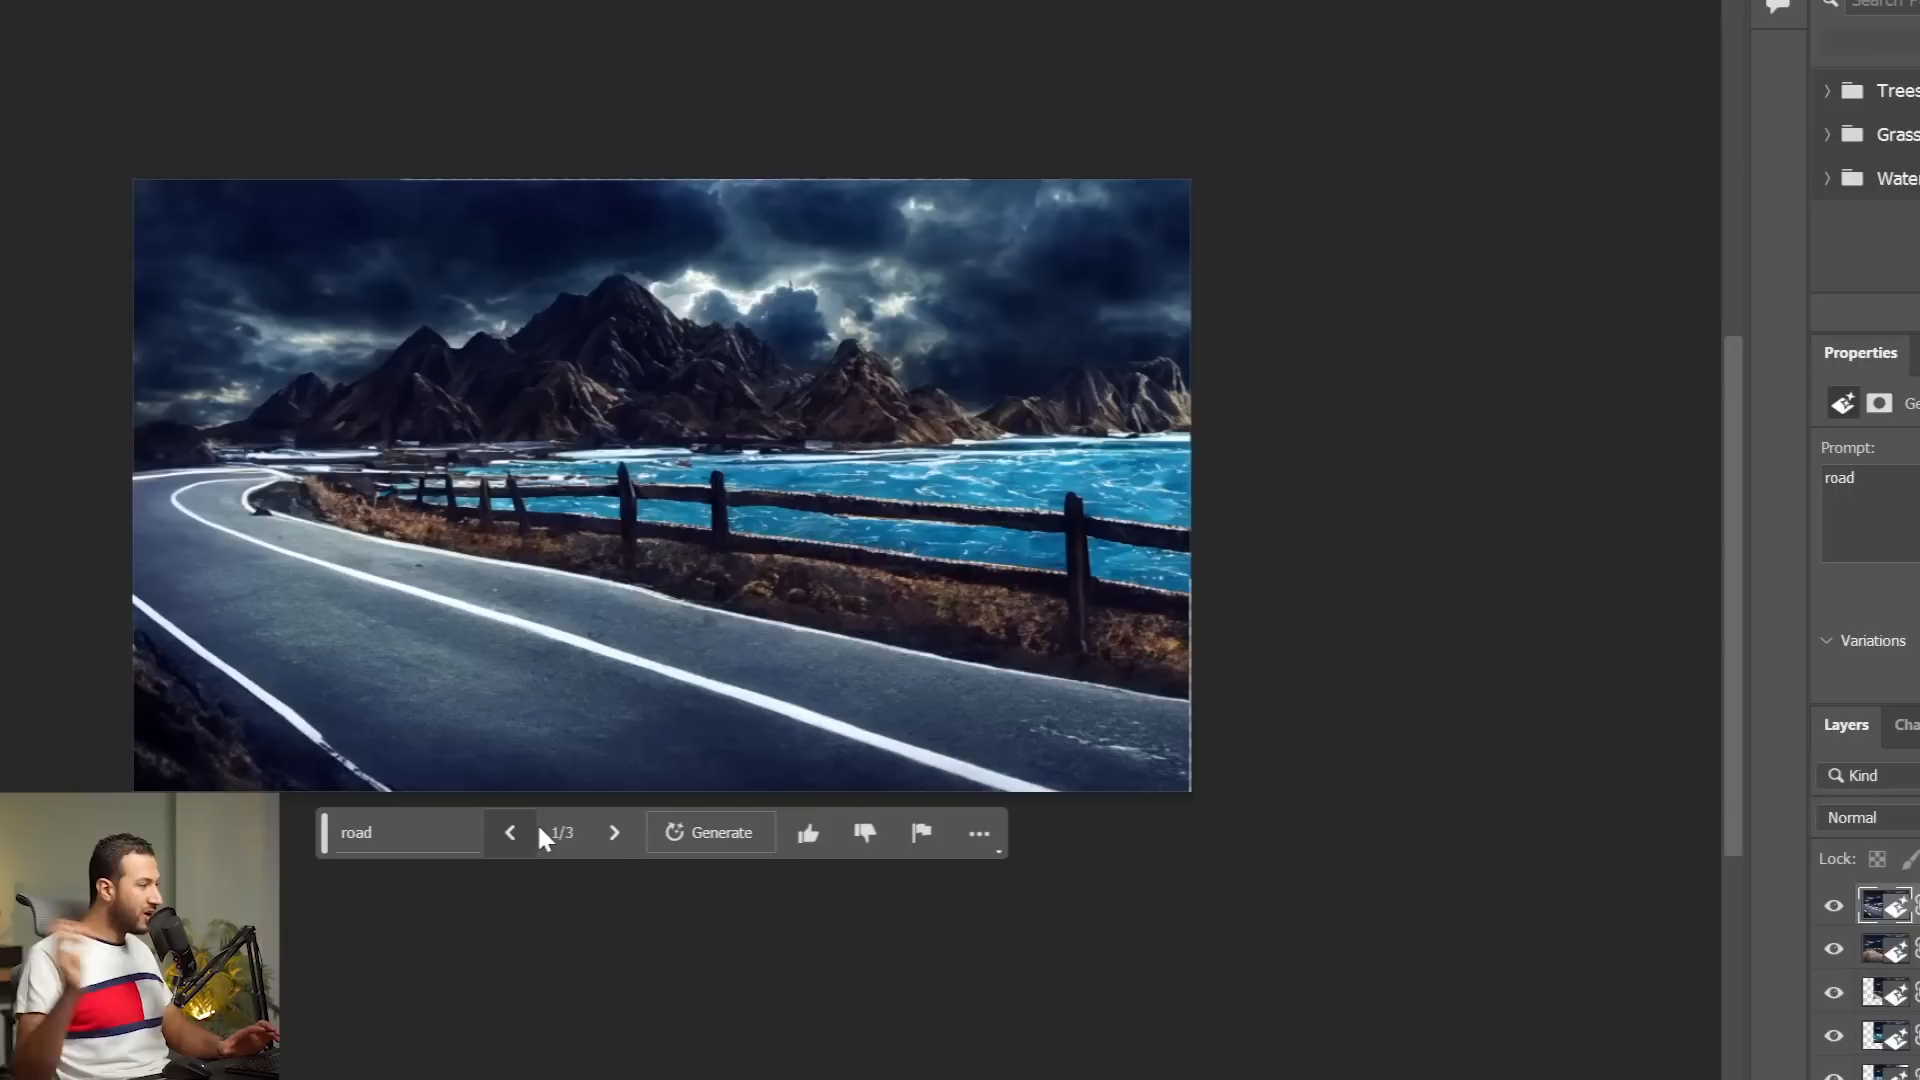 Search P
Trees
Grass
Water
Properties
Ge
Prompt:
road
Variations
Layers
Cha
Kind
Normal
Lock:
road
1/3
Generate